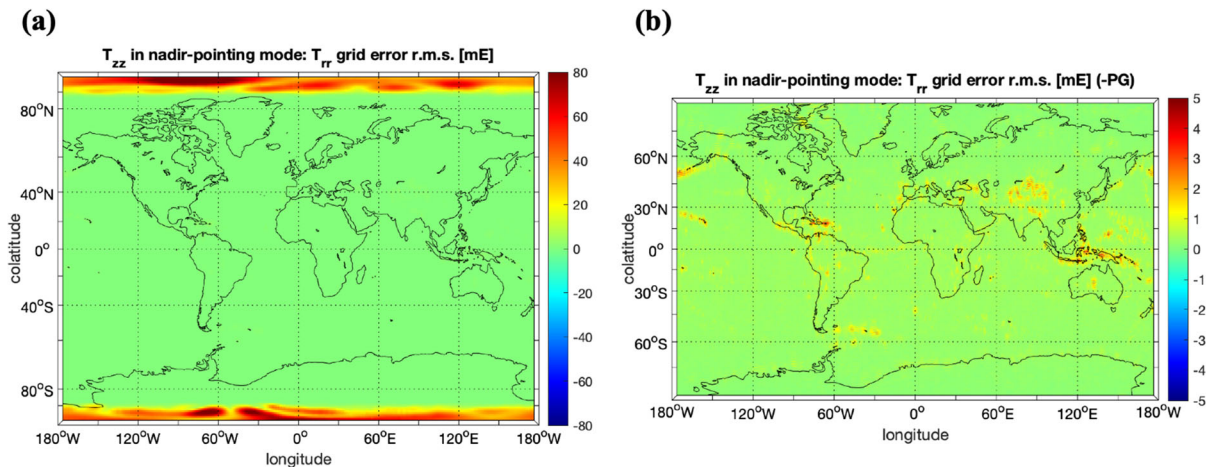 (a)
T_zz in nadir-pointing mode: T_rr grid error r.m.s. [mE]
80
60
40
20
0
-20
-40
-60
-80
80°N
40°N
0°
40°S
80°S
colatitude
180°W 120°W 60°W 0° 60°E 120°E 180°W
longitude
(b)
T_zz in nadir-pointing mode: T_rr grid error r.m.s. [mE] (-PG)
5
4
3
2
1
0
-1
-2
-3
-4
-5
60°N
30°N
0°
30°S
60°S
colatitude
180°W 120°W 60°W 0° 60°E 120°E 180°W
longitude